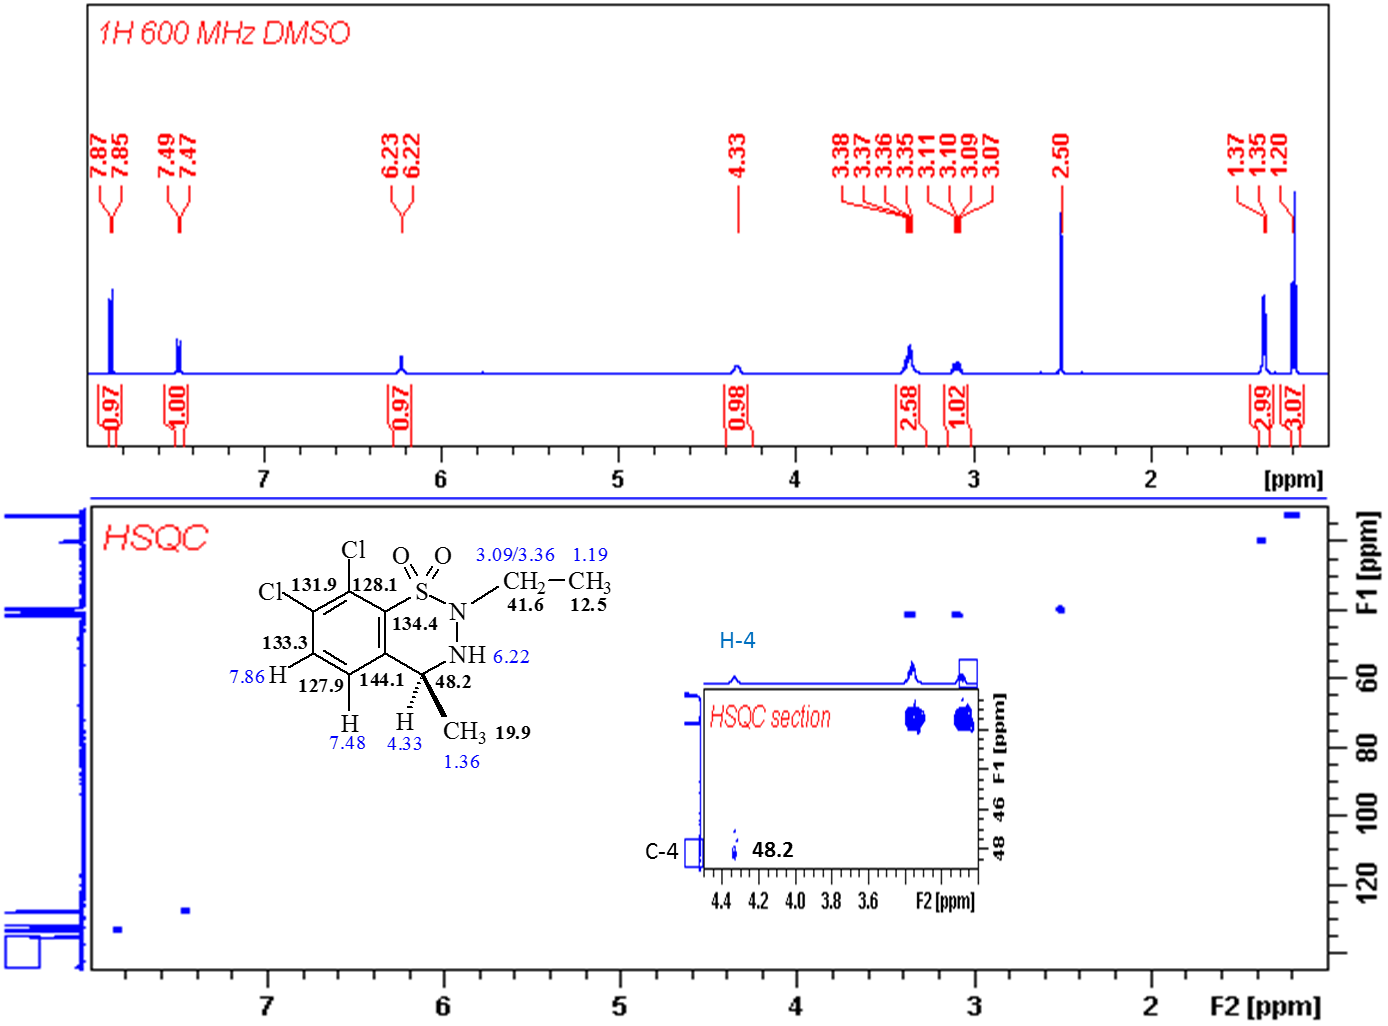 1H 600 MHz DMSO
7.87
7.85
7.49
7.47
6.23
6.22
4.33
3.38
3.37
3.36
3.35
3.11
3.10
3.09
3.07
2.50
1.37
1.35
1.20
0.97
1.00
0.97
0.98
2.58
1.02
2.99
3.07
7 6 5 4 3 2 [ppm]
HSQC
Cl
O O
3.09/3.36 1.19
Cl 131.9 128.1 S CH2 CH3
N 41.6 12.5
134.4
133.3
NH 6.22
7.86 H
127.9 144.1 48.2
H H CH3 19.9
7.48 4.33
1.36
H-4
HSQC section
C-4 48.2
F1 [ppm]
46
48
4.4 4.2 4.0 3.8 3.6 F2 [ppm]
F1 [ppm]
60
80
100
120
7 6 5 4 3 2 F2 [ppm]